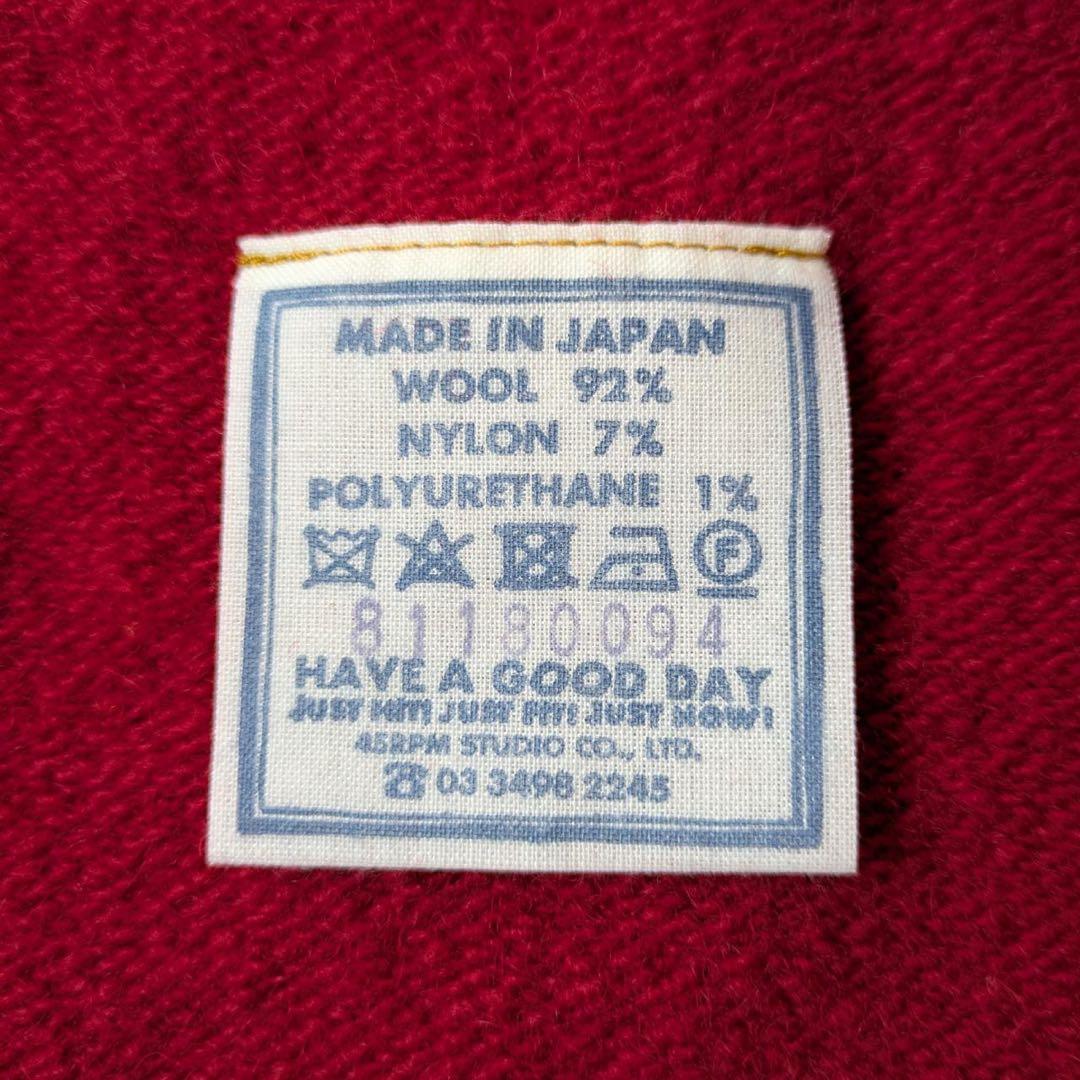 MADE IN JAPAN
WOOL 92%
NYLON 7%
POLYURETHANE 1%
F
81180094
HAVE A GOOD DAY
JUST HIT! JUST FIT! JUST NOW!
45RPM STUDIO CO., LTD.
☎ 03 3498 2245